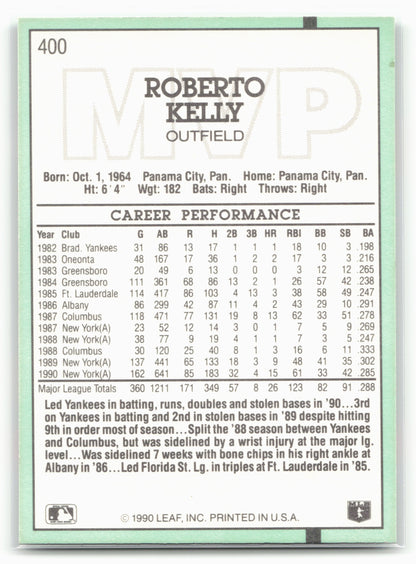 400
MVP
ROBERTO
KELLY
OUTFIELD
Born: Oct. 1, 1964 Panama City, Pan. Home: Panama City, Pan.
Ht: 6'4" Wgt: 182 Bats: Right Throws: Right
CAREER PERFORMANCE
Year Club G AB R H 2B 3B HR RBI BB SB BA
1982 Brad. Yankees 31 86 13 17 1 1 1 18 10 3 .198
1983 Oneonta 48 167 17 36 1 2 2 17 3 3 .216
1983 Greensboro 20 49 6 13 0 0 0 3 12 12 .265
1984 Greensboro 111 361 68 86 13 2 1 26 57 42 .238
1985 Ft. Lauderdale 114 417 86 103 4 13 3 38 58 49 .247
1986 Albany 86 299 42 87 11 4 2 43 29 10 .291
1987 Columbus 118 471 77 131 19 8 13 62 33 51 .278
1987 New York(A) 23 52 12 14 3 0 1 7 5 9 .269
1988 New York(A) 38 77 9 19 4 1 1 7 3 5 .247
1988 Columbus 30 120 25 40 8 1 3 16 6 11 .333
1989 New York(A) 137 441 65 133 18 3 9 48 41 35 .302
1990 New York(A) 162 641 85 183 32 4 15 61 33 42 .285
Major League Totals 360 1211 171 349 57 8 26 123 82 91 .288
Led Yankees in batting, runs, doubles and stolen bases in '90...3rd
on Yankees in batting and 2nd in stolen bases in '89 despite hitting
9th in order most of season...Split the '88 season between Yankees
and Columbus, but was sidelined by a wrist injury at the major lg.
level...Was sidelined 7 weeks with bone chips in his right ankle at
Albany in '86...Led Florida St. Lg. in triples at Ft. Lauderdale in '85.
© 1990 LEAF, INC. PRINTED IN U.S.A.